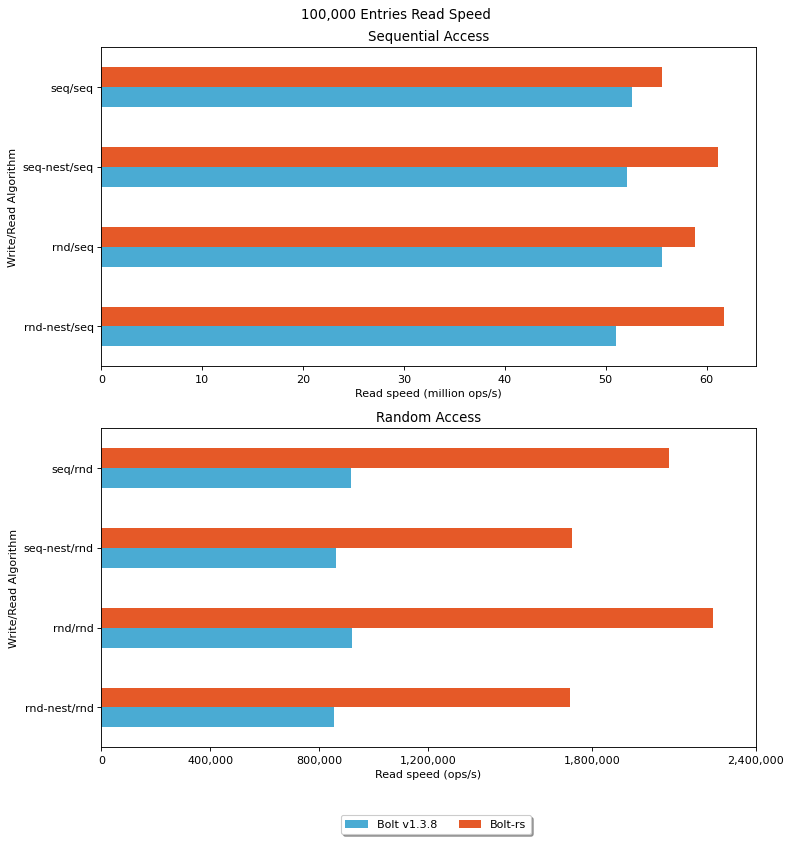 100,000 Entries Read Speed
Sequential Access
Write/Read Algorithm
seq/seq
seq-nest/seq
rnd/seq
rnd-nest/seq
0 10 20 30 40 50 60
Read speed (million ops/s)
Random Access
Write/Read Algorithm
seq/rnd
seq-nest/rnd
rnd/rnd
rnd-nest/rnd
0 400,000 800,000 1,200,000 1,800,000 2,400,000
Read speed (ops/s)
Bolt v1.3.8 Bolt-rs